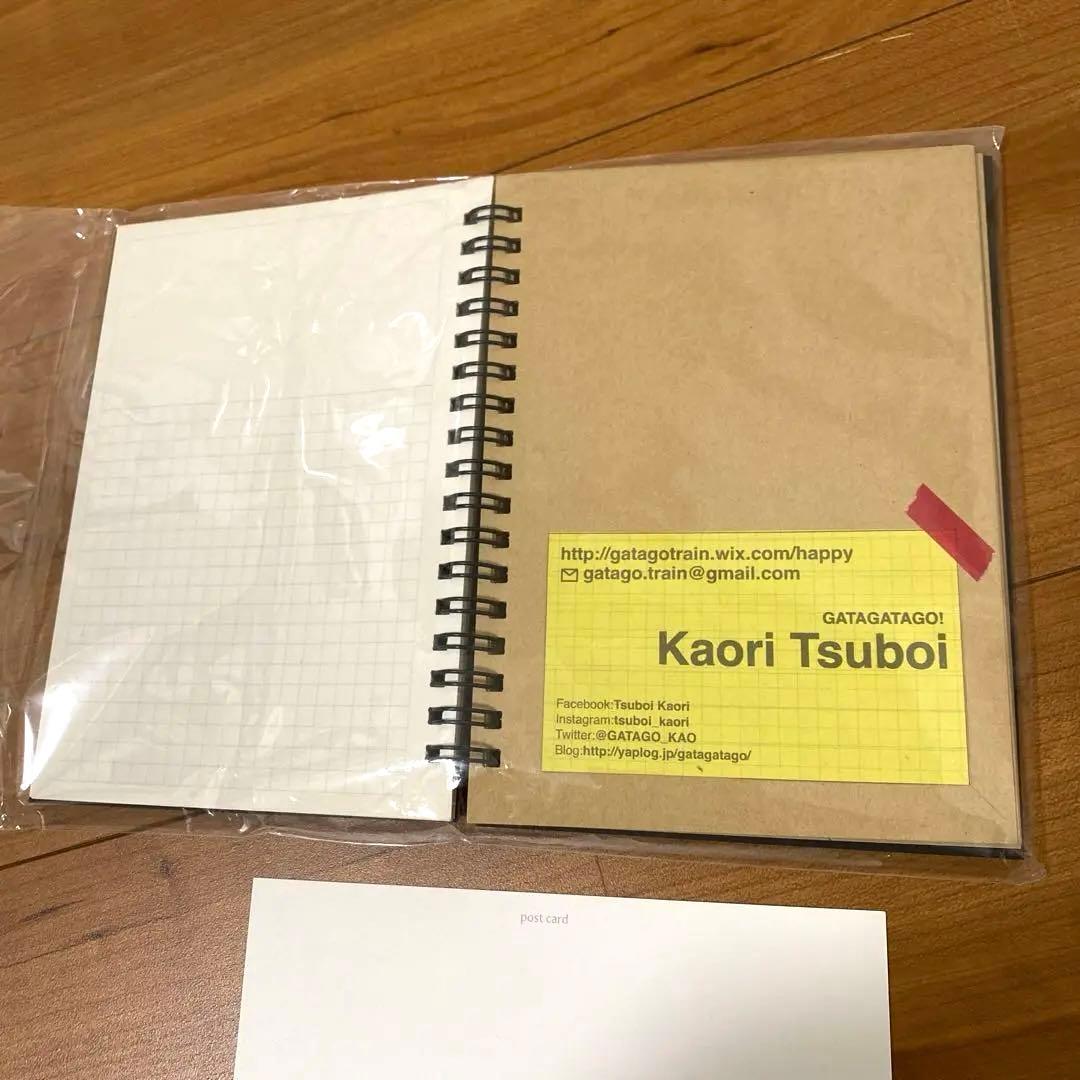 http://gatagotrain.wix.com/happy
gatago.train@gmail.com
GATAGATAGO!
Kaori Tsuboi
Facebook:Tsuboi Kaori
Instagram:tsuboi_kaori
Twitter:@GATAGO_KAO
Blog:http://yaplog.jp/gatagatago/
post card